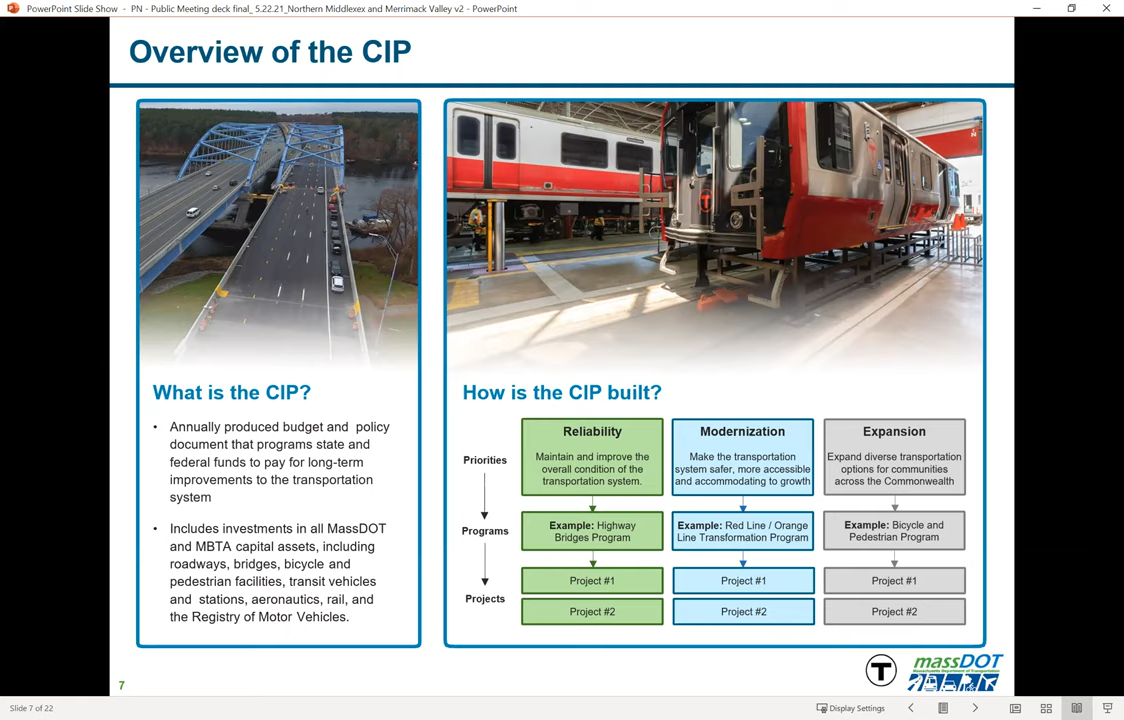 PowerPoint Slide Show - PN - Public Meeting deck final_ 5.22.21_Northern Middlexex and Merrimack Valley v2 - PowerPoint
Overview of the CIP
What is the CIP?
• Annually produced budget and policy
document that programs state and
federal funds to pay for long-term
improvements to the transportation
system
• Includes investments in all MassDOT
and MBTA capital assets, including
roadways, bridges, bicycle and
pedestrian facilities, transit vehicles
and stations, aeronautics, rail, and
the Registry of Motor Vehicles.
How is the CIP built?
Priorities
Programs
Projects
Reliability
Maintain and improve the
overall condition of the
transportation system.
Example: Highway
Bridges Program
Project #1
Project #2
Modernization
Make the transportation
system safer, more accessible
and accommodating to growth
Example: Red Line / Orange
Line Transformation Program
Project #1
Project #2
Expansion
Expand diverse transportation
options for communities
across the Commonwealth
Example: Bicycle and
Pedestrian Program
Project #1
Project #2
7
T
massDOT
Massachusetts Department of Transportation
Slide 7 of 22
Display Settings